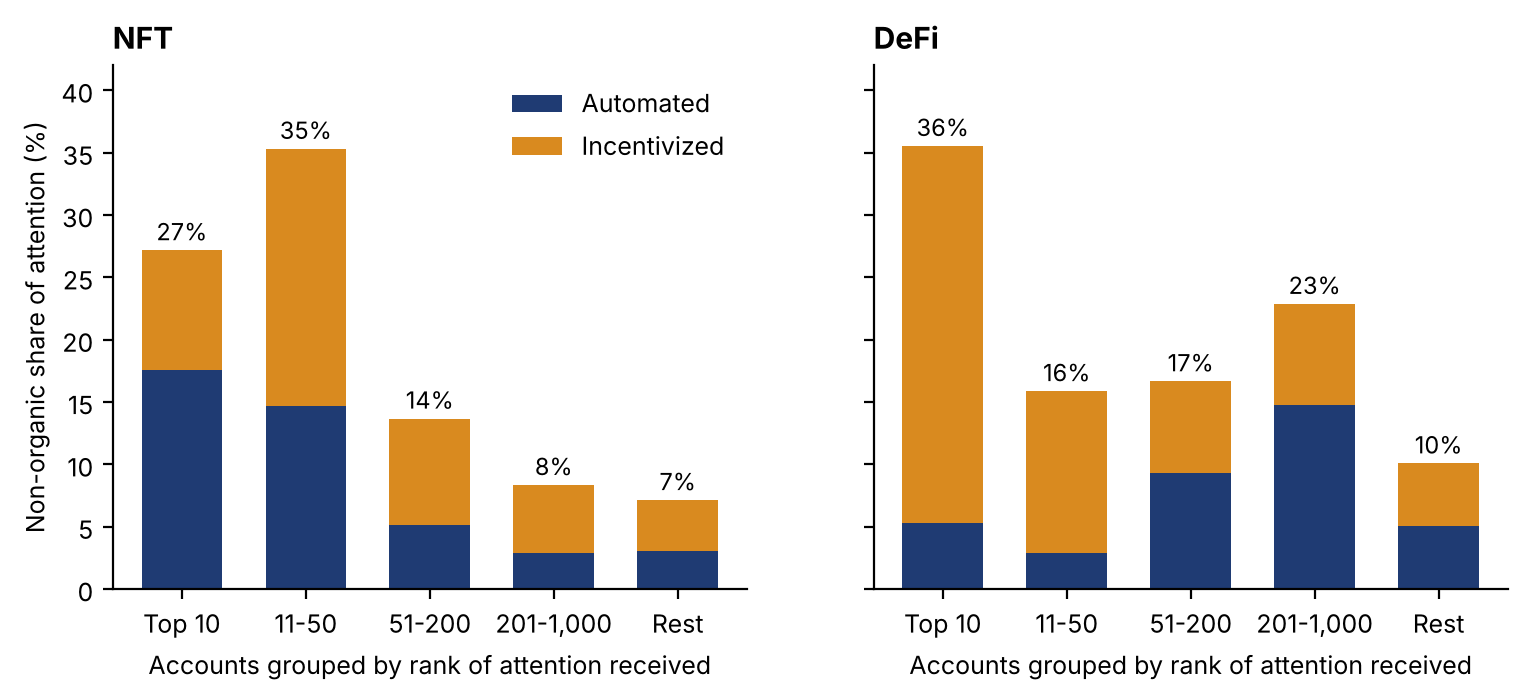 NFT
Non-organic share of attention (%)
40
35
30
25
20
15
10
5
0
Automated
Incentivized
27%
35%
14%
8%
7%
Top 10
11-50
51-200
201-1,000
Rest
Accounts grouped by rank of attention received
DeFi
36%
16%
17%
23%
10%
Top 10
11-50
51-200
201-1,000
Rest
Accounts grouped by rank of attention received